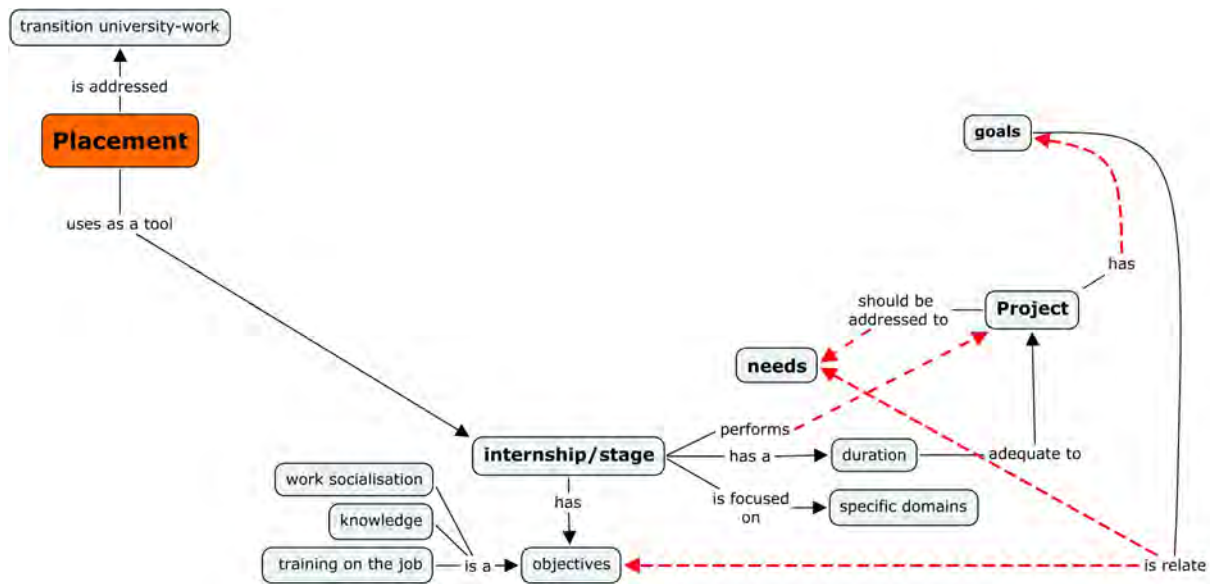 transition university-work
is addressed
Placement
goals
uses as a tool
has
should be
addressed to
Project
needs
performs
internship/stage
has a
duration
adequate to
work socialisation
is focused
on
specific domains
has
knowledge
training on the job
is a
objectives
is relate